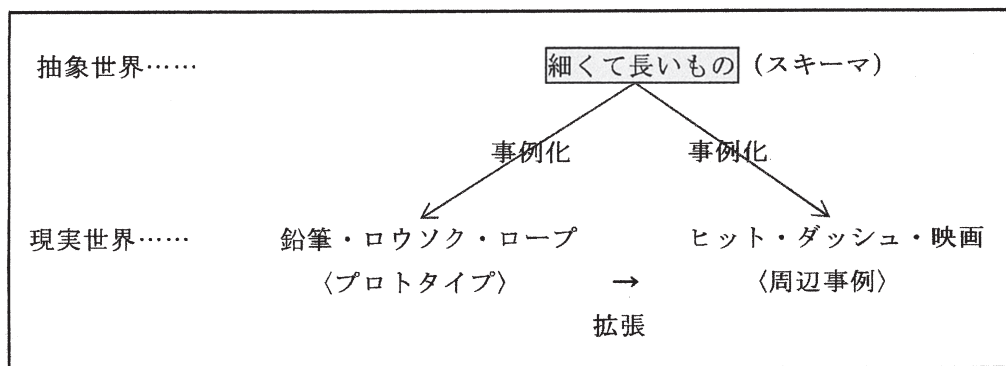 抽象世界…… 細くて長いもの（スキーマ）
事例化 事例化
現実世界…… 鉛筆・ロウソク・ロープ ヒット・ダッシュ・映画
〈プロトタイプ〉 → 〈周辺事例〉
拡張